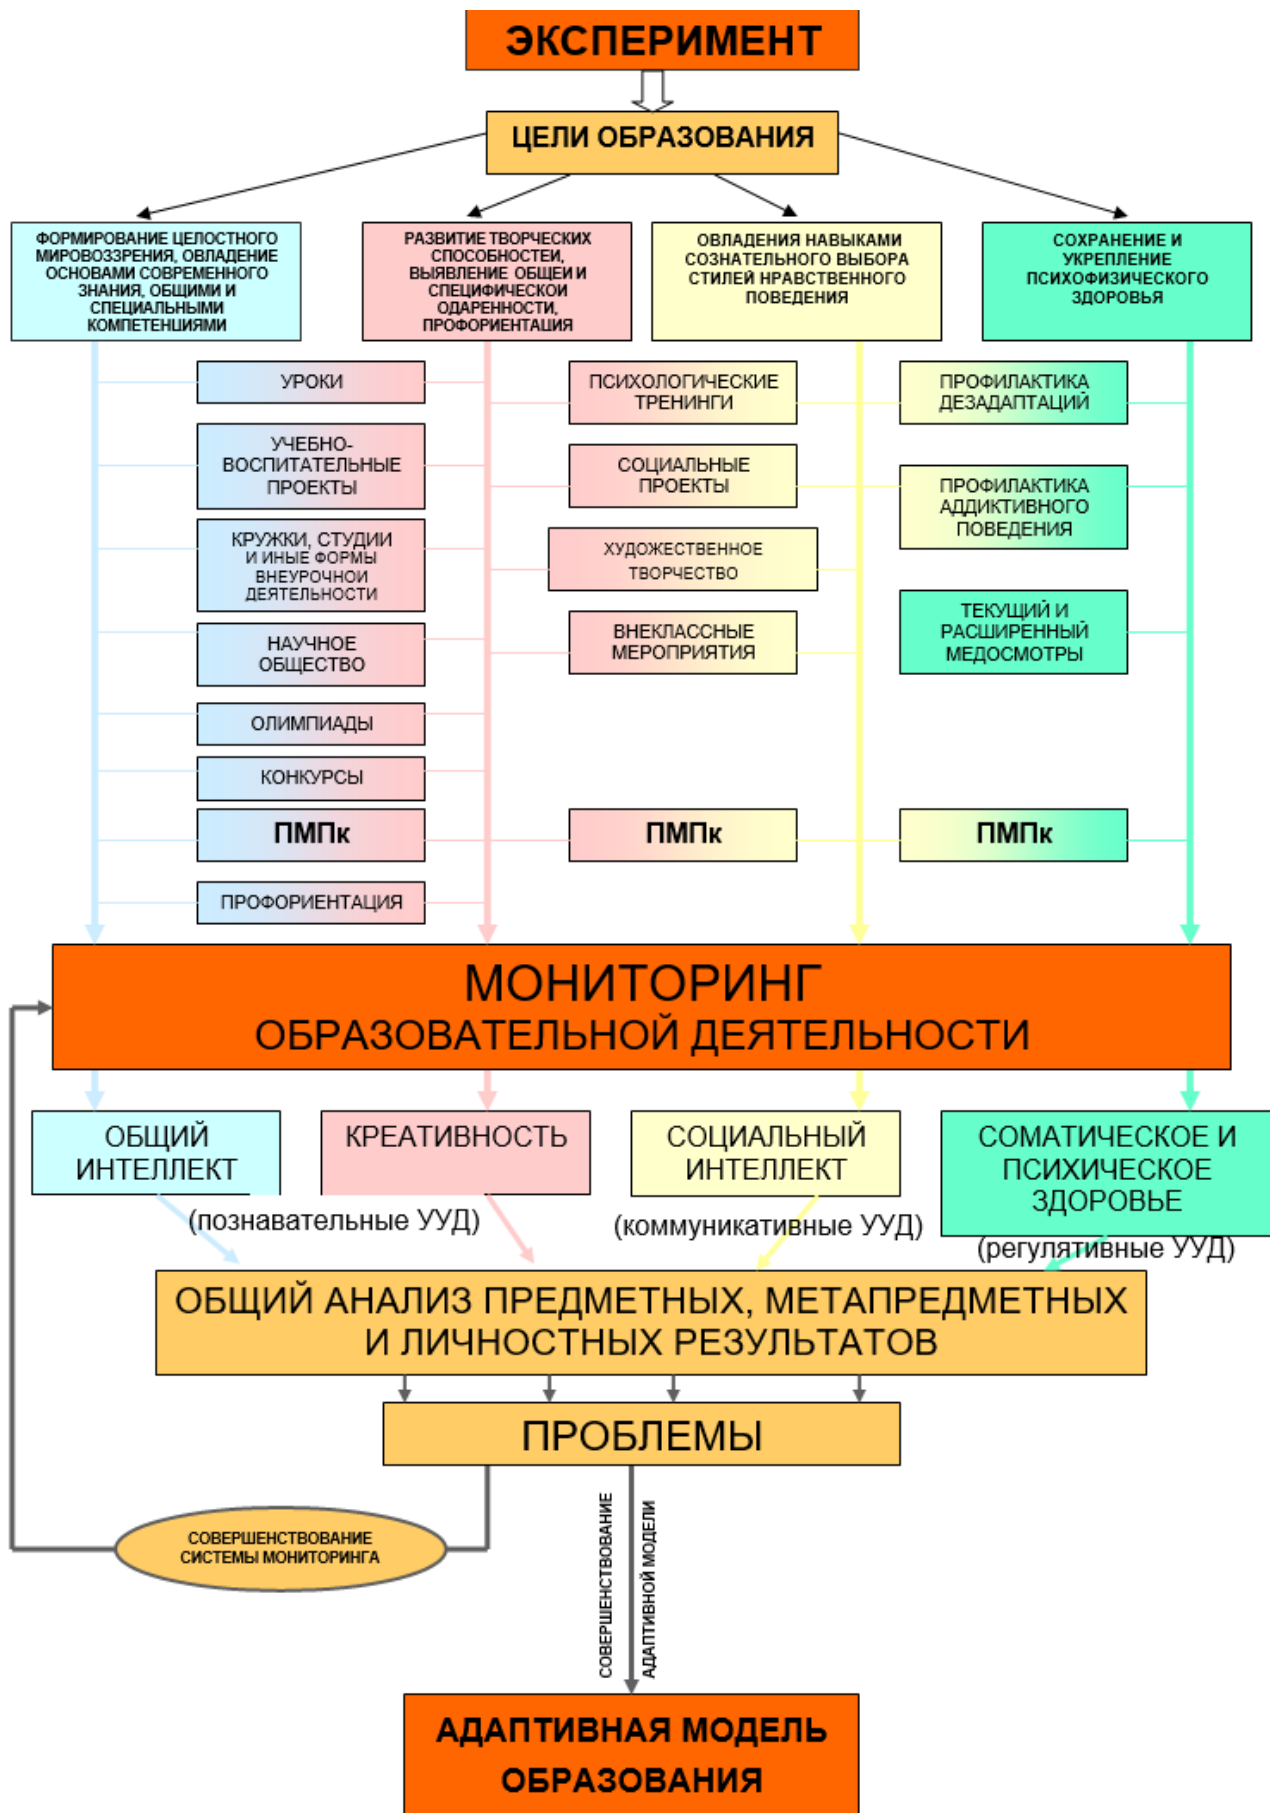 ЭКСПЕРИМЕНТ
ЦЕЛИ ОБРАЗОВАНИЯ
ФОРМИРОВАНИЕ ЦЕЛОСТНОГО
МИРОВОЗЗРЕНИЯ, ОВЛАДЕНИЕ
ОСНОВАМИ СОВРЕМЕННОГО
ЗНАНИЯ, ОБЩИМИ И
СПЕЦИАЛЬНЫМИ
КОМПЕТЕНЦИЯМИ
РАЗВИТИЕ ТВОРЧЕСКИХ
СПОСОБНОСТЕЙ,
ВЫЯВЛЕНИЕ ОБЩЕЙ И
СПЕЦИФИЧЕСКОЙ
ОДАРЕННОСТИ,
ПРОФОРИЕНТАЦИЯ
ОВЛАДЕНИЯ НАВЫКАМИ
СОЗНАТЕЛЬНОГО ВЫБОРА
СТИЛЕЙ НРАВСТВЕННОГО
ПОВЕДЕНИЯ
СОХРАНЕНИЕ И
УКРЕПЛЕНИЕ
ПСИХОФИЗИЧЕСКОГО
ЗДОРОВЬЯ
УРОКИ
УЧЕБНО-
ВОСПИТАТЕЛЬНЫЕ
ПРОЕКТЫ
КРУЖКИ, СТУДИИ
И ИНЫЕ ФОРМЫ
ВНЕУРОЧНОЙ
ДЕЯТЕЛЬНОСТИ
НАУЧНОЕ
ОБЩЕСТВО
ОЛИМПИАДЫ
КОНКУРСЫ
ПМПк
ПРОФОРИЕНТАЦИЯ
ПСИХОЛОГИЧЕСКИЕ
ТРЕНИНГИ
СОЦИАЛЬНЫЕ
ПРОЕКТЫ
ХУДОЖЕСТВЕННОЕ
ТВОРЧЕСТВО
ВНЕКЛАССНЫЕ
МЕРОПРИЯТИЯ
ПМПк
ПРОФИЛАКТИКА
ДЕЗАДАПТАЦИЙ
ПРОФИЛАКТИКА
АДДИКТИВНОГО
ПОВЕДЕНИЯ
ТЕКУЩИЙ И
РАСШИРЕННЫЙ
МЕДОСМОТРЫ
ПМПк
МОНИТОРИНГ
ОБРАЗОВАТЕЛЬНОЙ ДЕЯТЕЛЬНОСТИ
ОБЩИЙ
ИНТЕЛЛЕКТ
КРЕАТИВНОСТЬ
(познавательные УУД)
СОЦИАЛЬНЫЙ
ИНТЕЛЛЕКТ
(коммуникативные УУД)
СОМАТИЧЕСКОЕ И
ПСИХИЧЕСКОЕ
ЗДОРОВЬЕ
(регулятивные УУД)
ОБЩИЙ АНАЛИЗ ПРЕДМЕТНЫХ, МЕТАПРЕДМЕТНЫХ
И ЛИЧНОСТНЫХ РЕЗУЛЬТАТОВ
ПРОБЛЕМЫ
СОВЕРШЕНСТВОВАНИЕ
СИСТЕМЫ МОНИТОРИНГА
СОВЕРШЕНСТВОВАНИЕ
АДАПТИВНОЙ МОДЕЛИ
АДАПТИВНАЯ МОДЕЛЬ
ОБРАЗОВАНИЯ